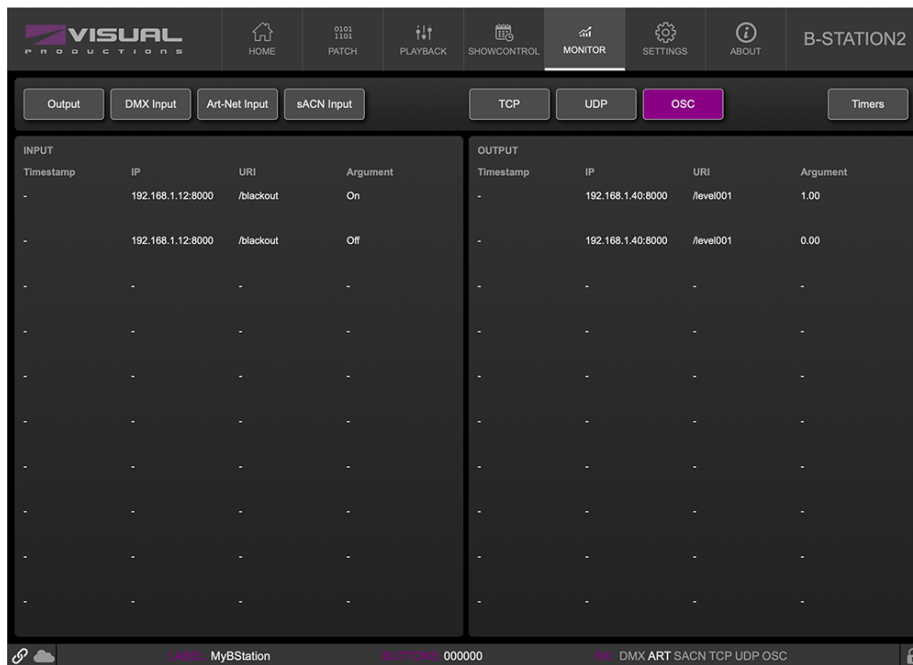 VISUAL
PRODUCTIONS
HOME
0101
1101
PATCH
PLAYBACK
SHOWCONTROL
MONITOR
SETTINGS
ABOUT
B-STATION2
Output DMX Input Art-Net Input sACN Input TCP UDP OSC Timers
INPUT
Timestamp IP URI Argument
- 192.168.1.12:8000 /blackout On
- 192.168.1.12:8000 /blackout Off
- - - -
- - - -
- - - -
- - - -
- - - -
- - - -
- - - -
- - - -
OUTPUT
Timestamp IP URI Argument
- 192.168.1.40:8000 /level001 1.00
- 192.168.1.40:8000 /level001 0.00
- - - -
- - - -
- - - -
- - - -
- - - -
- - - -
- - - -
- - - -
LABEL: MyBStation BUTTONS: 000000 DMX ART SACN TCP UDP OSC